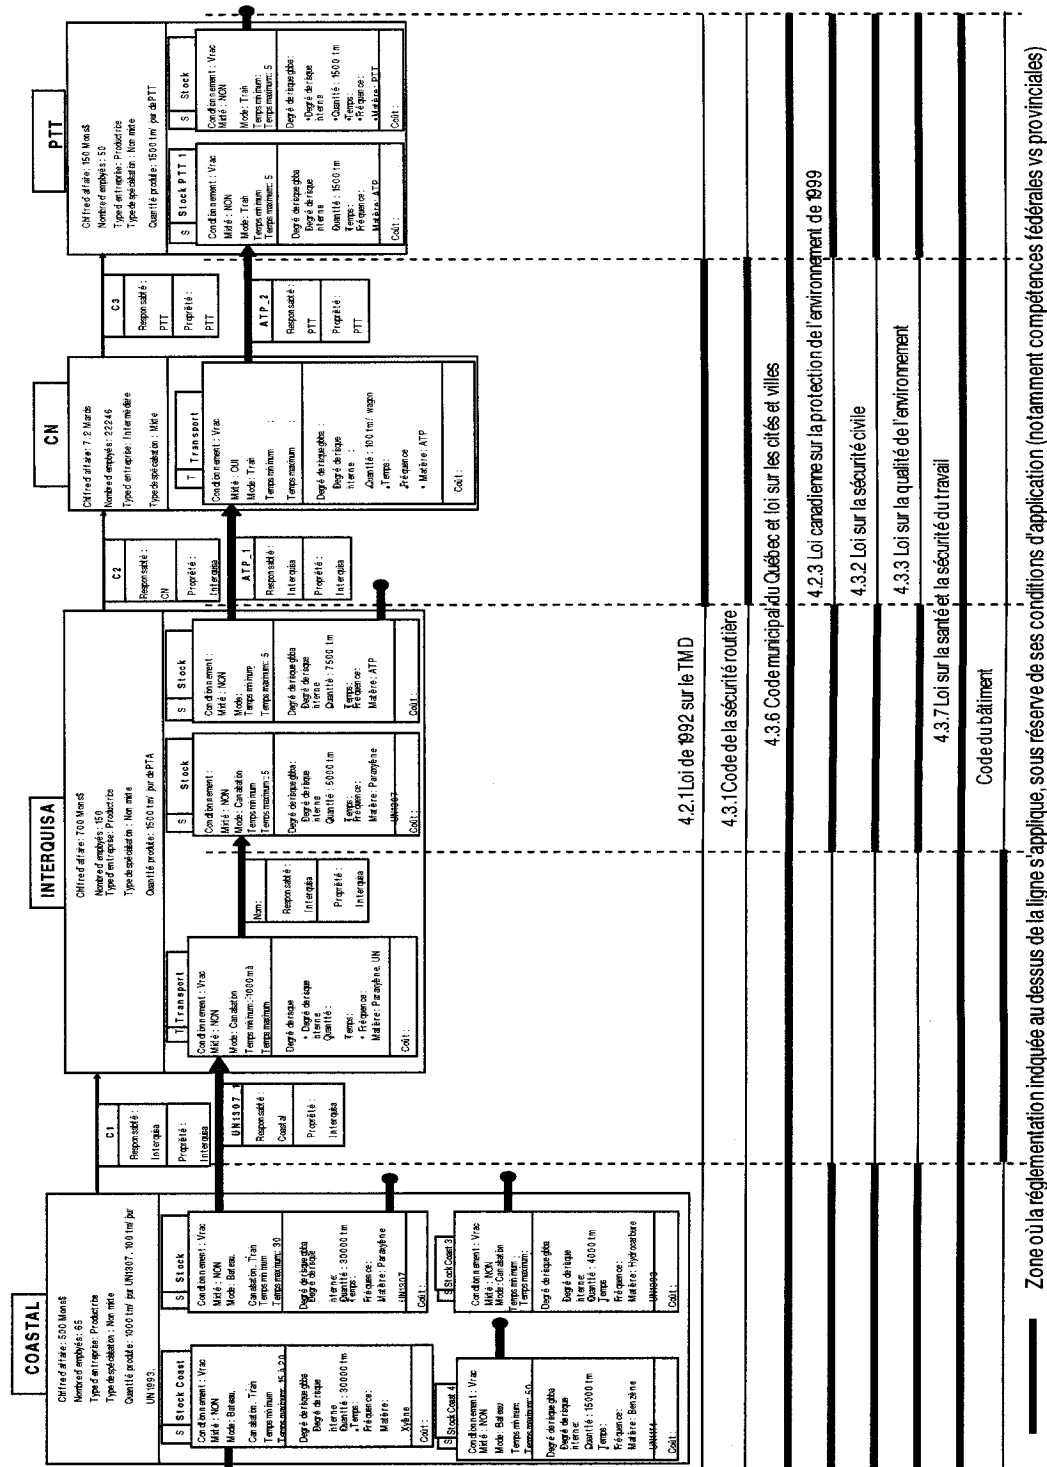 COASTAL
Chiffre d'affaire: 500 Mons$
Nombre d'employés: 65
Type d'entreprise: Productrice
Type de spécialisation: Non mixte
Quantité produite: 1000 tm/ jour UN1307, 100 tm/ jour
UN1993.
S Stock Coast
Conditionnement: Vrac
Mixité: NON
Mode: Bateau,
Canalisation, Train
Temps minimum
Temps maximum: 15 à 20
Degré de risque global
Degré de risque
interne
Quantité: 30000 tm
Temps:
Fréquence:
Matière:
Xylène
Coût:
S Stock
Conditionnement: Vrac
Mixité: NON
Mode: Bateau,
Canalisation, Train
Temps minimum
Temps maximum: 30
Degré de risque global
Degré de risque
interne:
Quantité: 30000 tm
Temps:
Fréquence:
Matière: Paraxylène
UN1307
Coût:
S Stock Coast 4
Conditionnement: Vrac
Mixité: NON
Mode: Bateau
Temps minimum:
Temps maximum: 50
Degré de risque global
Degré de risque
interne:
Quantité: 15000 tm
Temps:
Fréquence:
Matière: Benzène
UN1114
Coût:
S Stock Coast 3
Conditionnement: Vrac
Mixité: NON
Mode: Canalisation
Temps minimum:
Temps maximum:
Degré de risque global
Degré de risque
interne:
Quantité: 4000 tm
Temps
Fréquence:
Matière: Hydrocarbure
UN1993
Coût:
C1
Responsabilité:
Interquisa
Propriété:
Interquisa
UN1307_1
Responsabilité:
Coastal
Propriété:
Interquisa
INTERQUISA
Chiffre d'affaire: 700 Mons$
Nombre d'employés: 150
Type d'entreprise: Productrice
Type de spécialisation: Non mixte
Quantité produite: 1500 tm/ jour de PTA
T Transport
Conditionnement: Vrac
Mixité: NON
Mode: Canalisation
Temps minimum: 1000 mà
Temps maximum
Degré de risque
• Degré de risque
interne
Quantité:
Temps:
• Fréquence:
Matière: Paraxylène, UN
Coût:
Nom:
Responsabilité:
Interquisa
Propriété:
Interquisa
S Stock
Conditionnement:
Mixité: NON
Mode: Canalisation
Temps minimum
Temps maximum: 5
Degré de risque global:
Degré de risque
interne
Quantité: 5000 tm
Temps:
Fréquence:
Matière: Paraxylène
UN1307
Coût:
S Stock
Conditionnement:
Mixité: NON
Mode:
Temps minimum
Temps maximum: 5
Degré de risque global
Degré de risque
interne
Quantité: 7500 tm
Temps:
Fréquence:
Matière: ATP
Coût:
C2
Responsabilité:
CN
Propriété:
Interquisa
ATP_1
Responsabilité:
Interquisa
Propriété:
Interquisa
CN
Chiffre d'affaire: 7.2 Mards
Nombre d'employés: 22246
Type d'entreprise: Intermédiaire
Type de spécialisation: Mixte
T Transport
Conditionnement: Vrac
Mixité: OUI
Mode: Train
Temps minimum :
Temps maximum :
Degré de risque global:
Degré de risque
interne :
Quantité: 100 tm/ wagon
• Temps:
Fréquence
• Matière: ATP
Coût:
C3
Responsabilité:
PTT
Propriété:
PTT
ATP_2
Responsabilité:
PTT
Propriété:
PTT
PTT
Chiffre d'affaire: 150 Mons$
Nombre d'employés: 50
Type d'entreprise: Productrice
Type de spécialisation: Non mixte
Quantité produite: 1500 tm/ jour de PTT
S Stock PTT 1
Conditionnement: Vrac
Mixité: NON
Mode: Train
Temps minimum
Temps maximum: 5
Degré de risque global
Degré de risque
interne
Quantité: 1500 tm
Temps:
Fréquence:
Matière: ATP
Coût:
S Stock
Conditionnement: Vrac
Mixité: NON
Mode: Train
Temps minimum:
Temps maximum: 5
Degré de risque global:
• Degré de risque
interne
• Quantité: 1500 tm
• Temps:
• Fréquence:
• Matière: PTT
Coût:
4.2.1 Loi de 1992 sur le TMD
4.3.1 Code de la sécurité routière
4.3.6 Code municipal du Québec et loi sur les cités et villes
4.2.3 Loi canadienne sur la protection de l'environnement de 1999
4.3.2 Loi sur la sécurité civile
4.3.3 Loi sur la qualité de l'environnement
4.3.7 Loi sur la santé et la sécurité du travail
Code du bâtiment
Zone où la réglementation indiquée au dessus de la ligne s'applique, sous réserve de ses conditions d'application (notamment compétences fédérales vs provinciales)